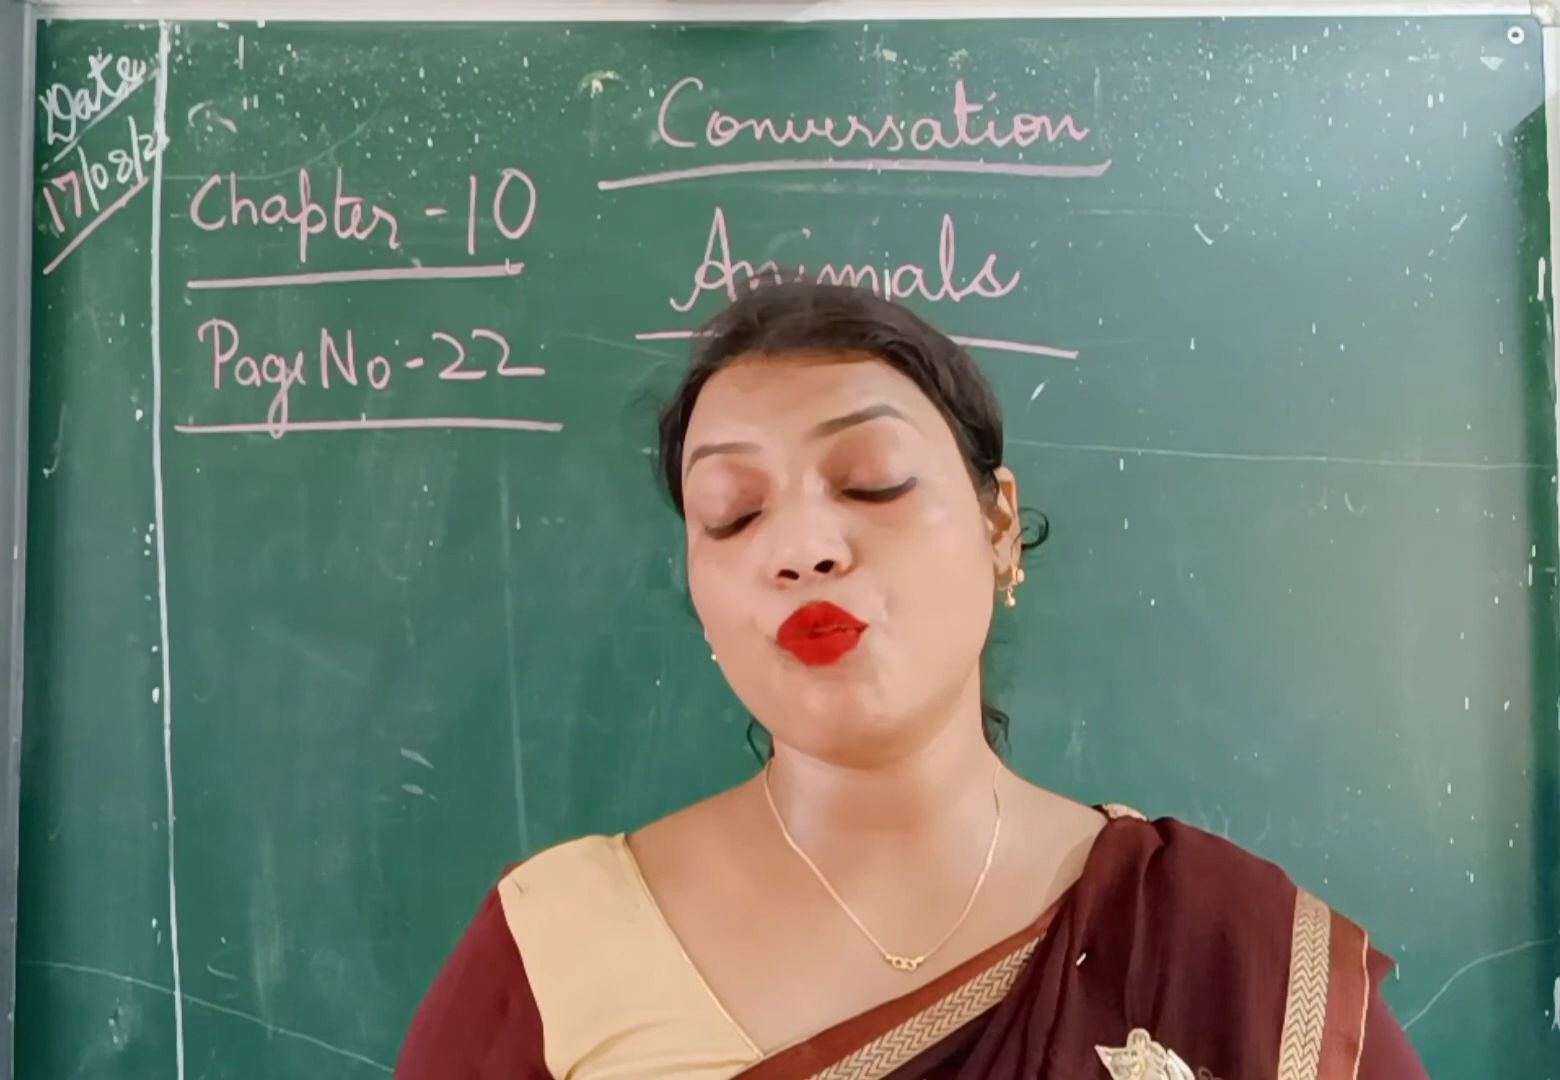 Date
17/08/2
Conversation
Chapter - 10
Animals
Page No - 22